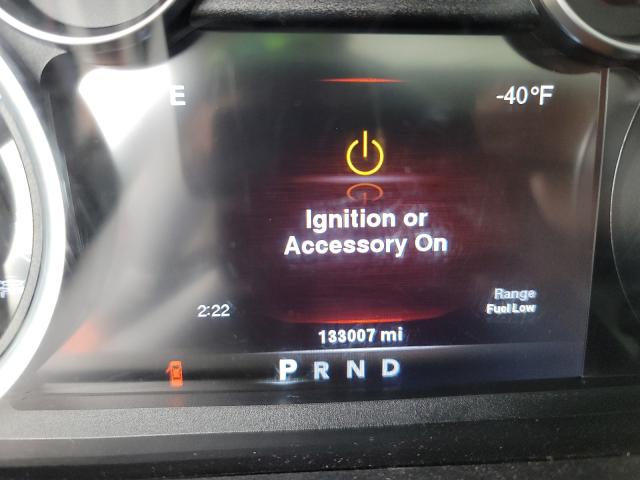 E
-40°F
Ignition or
Accessory On
2:22
Range
Fuel Low
133007 mi
P R N D